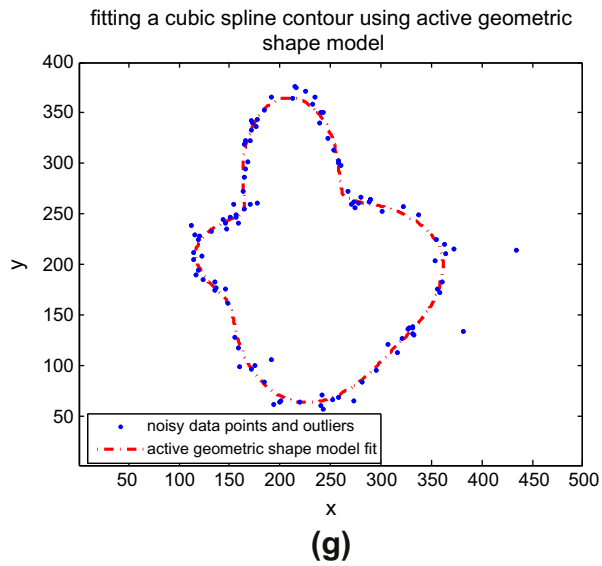 fitting a cubic spline contour using active geometric
shape model
400
350
300
250
200
150
100
50
y
noisy data points and outliers
active geometric shape model fit
50 100 150 200 250 300 350 400 450 500
x
(g)